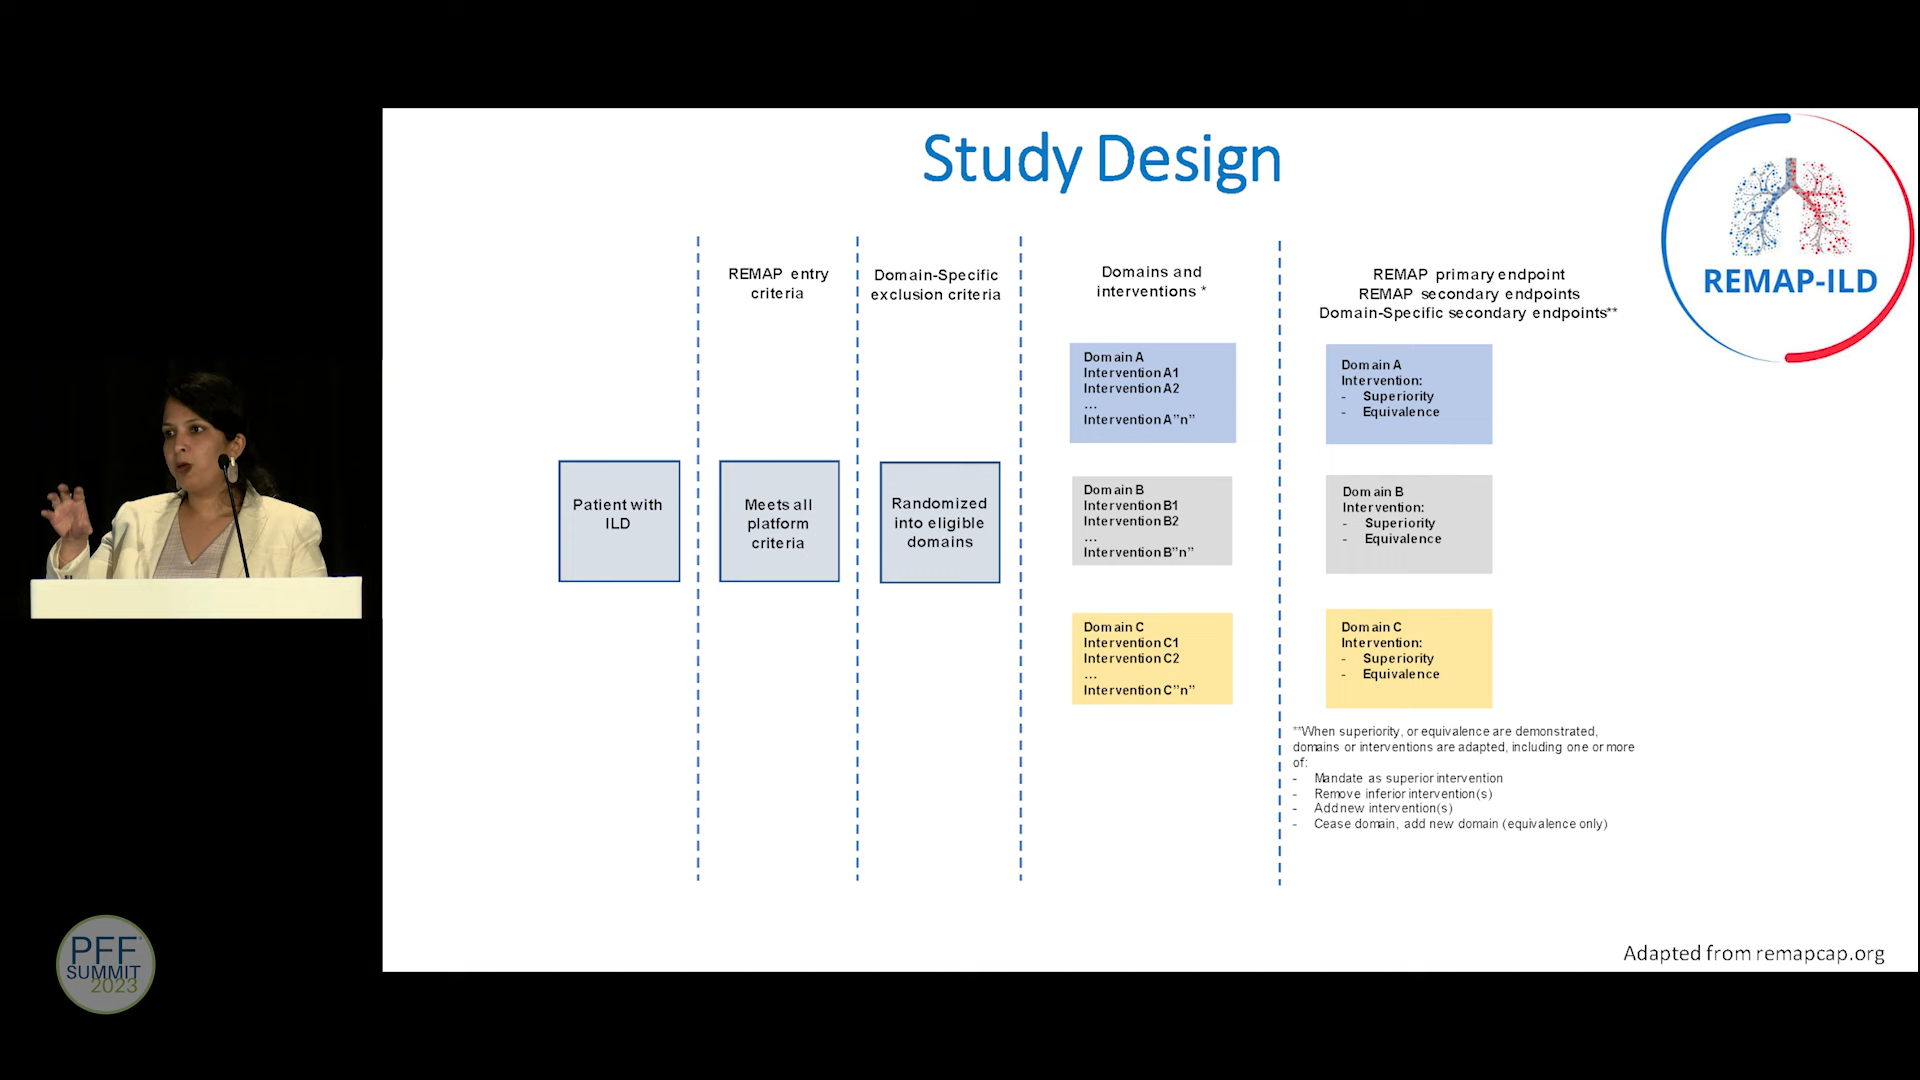 Study Design
REMAP-ILD
REMAP entry
criteria
Domain-Specific
exclusion criteria
Domains and
interventions *
REMAP primary endpoint
REMAP secondary endpoints
Domain-Specific secondary endpoints**
Patient with
ILD
Meets all
platform
criteria
Randomized
into eligible
domains
Domain A
Intervention A1
Intervention A2
...
Intervention A"n"
Domain B
Intervention B1
Intervention B2
...
Intervention B"n"
Domain C
Intervention C1
Intervention C2
...
Intervention C"n"
Domain A
Intervention:
- Superiority
- Equivalence
Domain B
Intervention:
- Superiority
- Equivalence
Domain C
Intervention:
- Superiority
- Equivalence
**When superiority, or equivalence are demonstrated,
domains or interventions are adapted, including one or more
of:
- Mandate as superior intervention
- Remove inferior intervention(s)
- Add new intervention(s)
- Cease domain, add new domain (equivalence only)
Adapted from remapcap.org
PFF
SUMMIT
2023